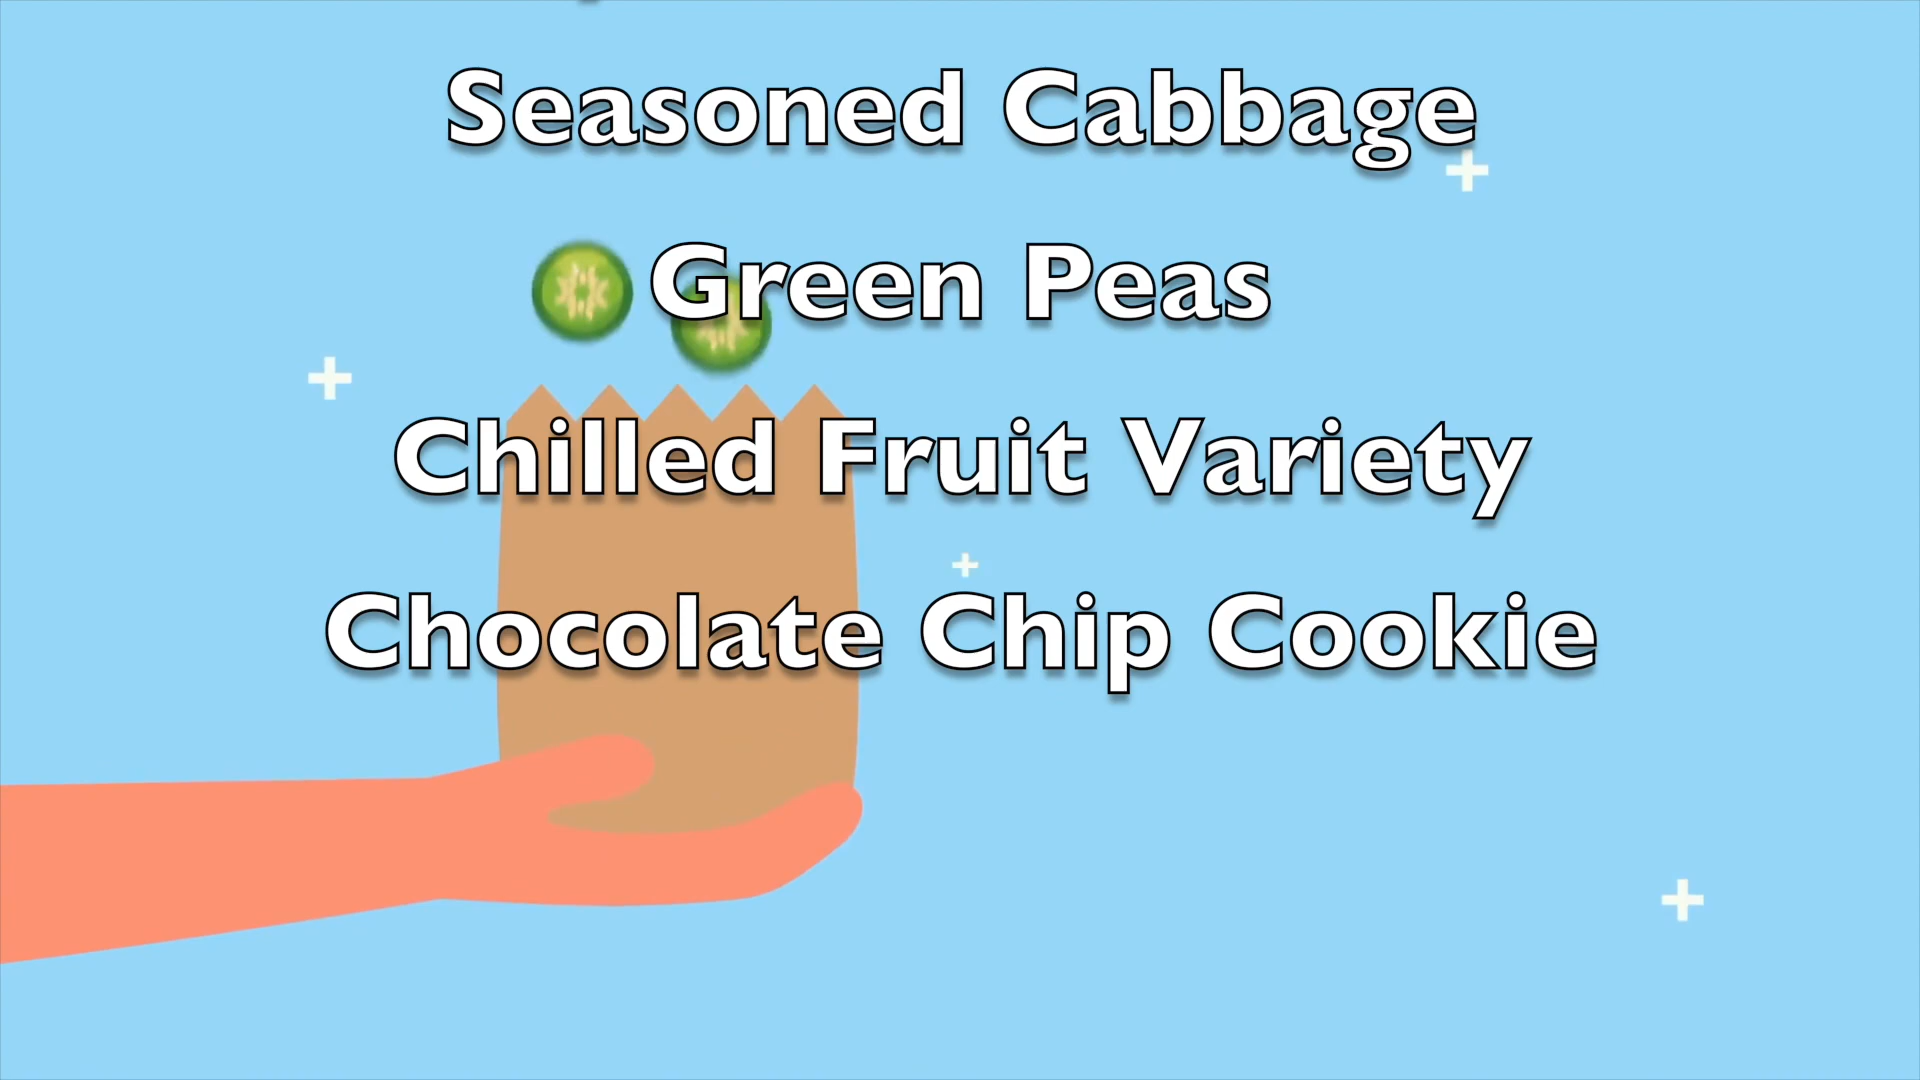 Seasoned Cabbage
Green Peas
Chilled Fruit Variety
Chocolate Chip Cookie